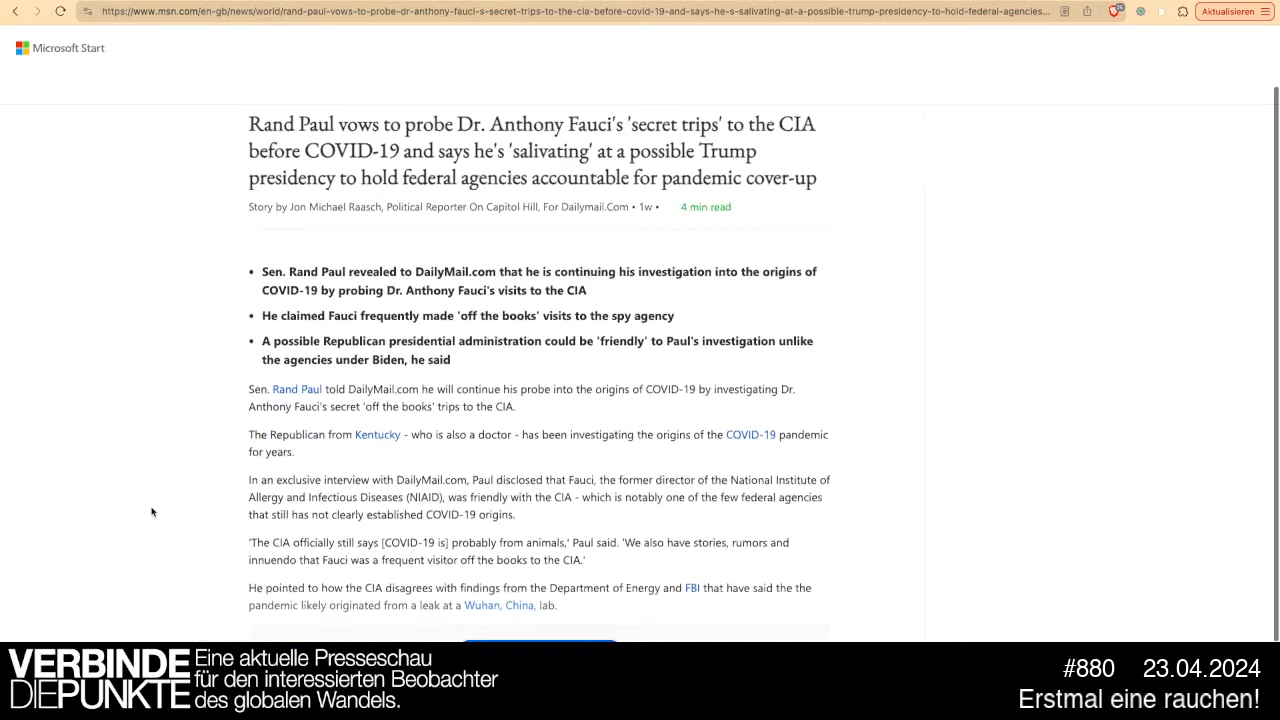 https://www.msn.com/en-gb/news/world/rand-paul-vows-to-probe-dr-anthony-fauci-s-secret-trips-to-the-cia-before-covid-19-and-says-he-s-salivating-at-a-possible-trump-presidency-to-hold-federal-agencies...
Aktualisieren
Microsoft Start
Rand Paul vows to probe Dr. Anthony Fauci's 'secret trips' to the CIA
before COVID-19 and says he's 'salivating' at a possible Trump
presidency to hold federal agencies accountable for pandemic cover-up
Story by Jon Michael Raasch, Political Reporter On Capitol Hill, For Dailymail.Com • 1w • 4 min read
• Sen. Rand Paul revealed to DailyMail.com that he is continuing his investigation into the origins of
COVID-19 by probing Dr. Anthony Fauci's visits to the CIA
• He claimed Fauci frequently made 'off the books' visits to the spy agency
• A possible Republican presidential administration could be 'friendly' to Paul's investigation unlike
the agencies under Biden, he said
Sen. Rand Paul told DailyMail.com he will continue his probe into the origins of COVID-19 by investigating Dr.
Anthony Fauci's secret 'off the books' trips to the CIA.
The Republican from Kentucky - who is also a doctor - has been investigating the origins of the COVID-19 pandemic
for years.
In an exclusive interview with DailyMail.com, Paul disclosed that Fauci, the former director of the National Institute of
Allergy and Infectious Diseases (NIAID), was friendly with the CIA - which is notably one of the few federal agencies
that still has not clearly established COVID-19 origins.
'The CIA officially still says [COVID-19 is] probably from animals,' Paul said. 'We also have stories, rumors and
innuendo that Fauci was a frequent visitor off the books to the CIA.'
He pointed to how the CIA disagrees with findings from the Department of Energy and FBI that have said the the
pandemic likely originated from a leak at a Wuhan, China, lab.
VERBINDE
DIEPUNKTE
Eine aktuelle Presseschau
für den interessierten Beobachter
des globalen Wandels.
#880 23.04.2024
Erstmal eine rauchen!